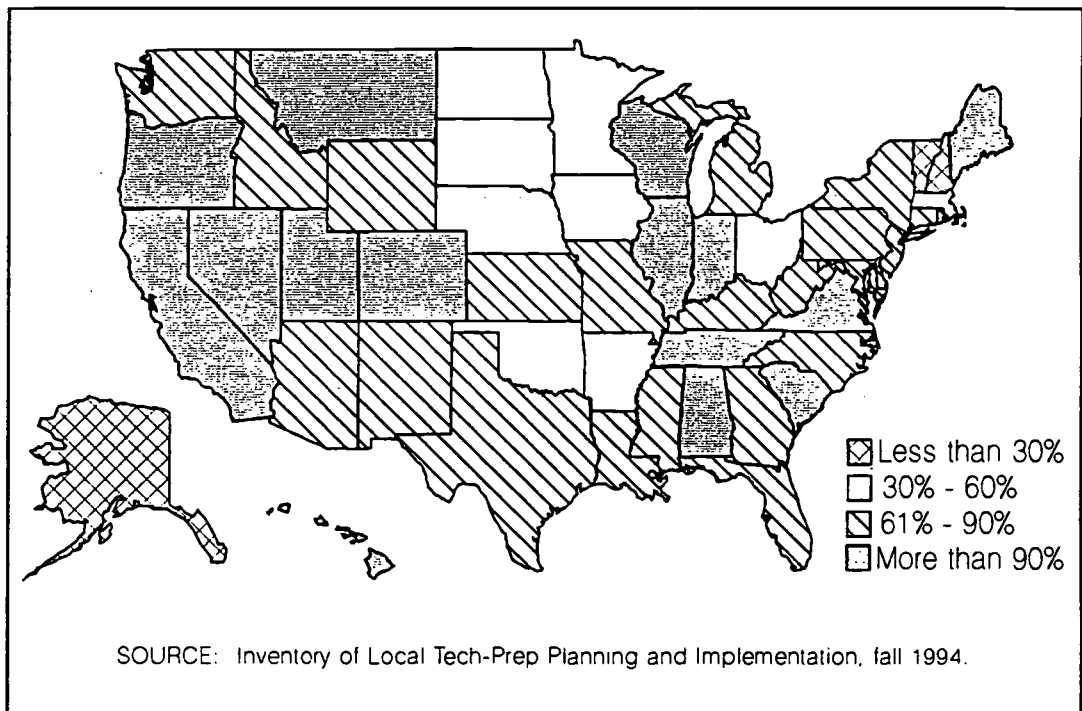 Less than 30%
30% - 60%
61% - 90%
More than 90%
SOURCE: Inventory of Local Tech-Prep Planning and Implementation, fall 1994.